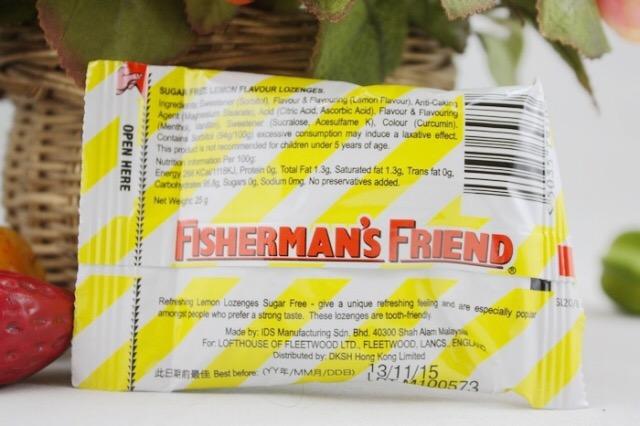 SUGAR FREE LEMON FLAVOUR LOZENGES.
Ingredients: Sweetener (Sorbitol), Flavour & Flavouring (Lemon Flavour), Anti-Caking
Agent (Magnesium Stearate), Acid (Citric Acid, Ascorbic Acid), Flavour & Flavouring
(Menthol, Vanillin), Sweetener (Sucralose, Acesulfame K), Colour (Curcumin).
Contains Sorbitol (94g/100g) excessive consumption may induce a laxative effect.
This product is not recommended for children under 5 years of age.
Nutrition Information Per 100g:
Energy KCal/ KJ, Protein 0g, Total Fat 1.3g, Saturated fat 1.3g, Trans fat 0g,
Carbohydrate Sugars 0g, Sodium 0mg. No preservatives added.
Net Weight: 25 g
OPEN HERE
FISHERMAN'S FRIEND®
Refreshing Lemon Lozenges Sugar Free - give a unique refreshing feeling and are especially popular
amongst people who prefer a strong taste. These lozenges are tooth-friendly.
Made by: IDS Manufacturing Sdn. Bhd. 40300 Shah Alam Malaysia
For: LOFTHOUSE OF FLEETWOOD LTD., FLEETWOOD, LANCS, ENGLAND
Distributed by: DKSH Hong Kong Limited
此日期前最佳 Best before: (YY年/MM月/DD日) 13/11/15
LOT M100573